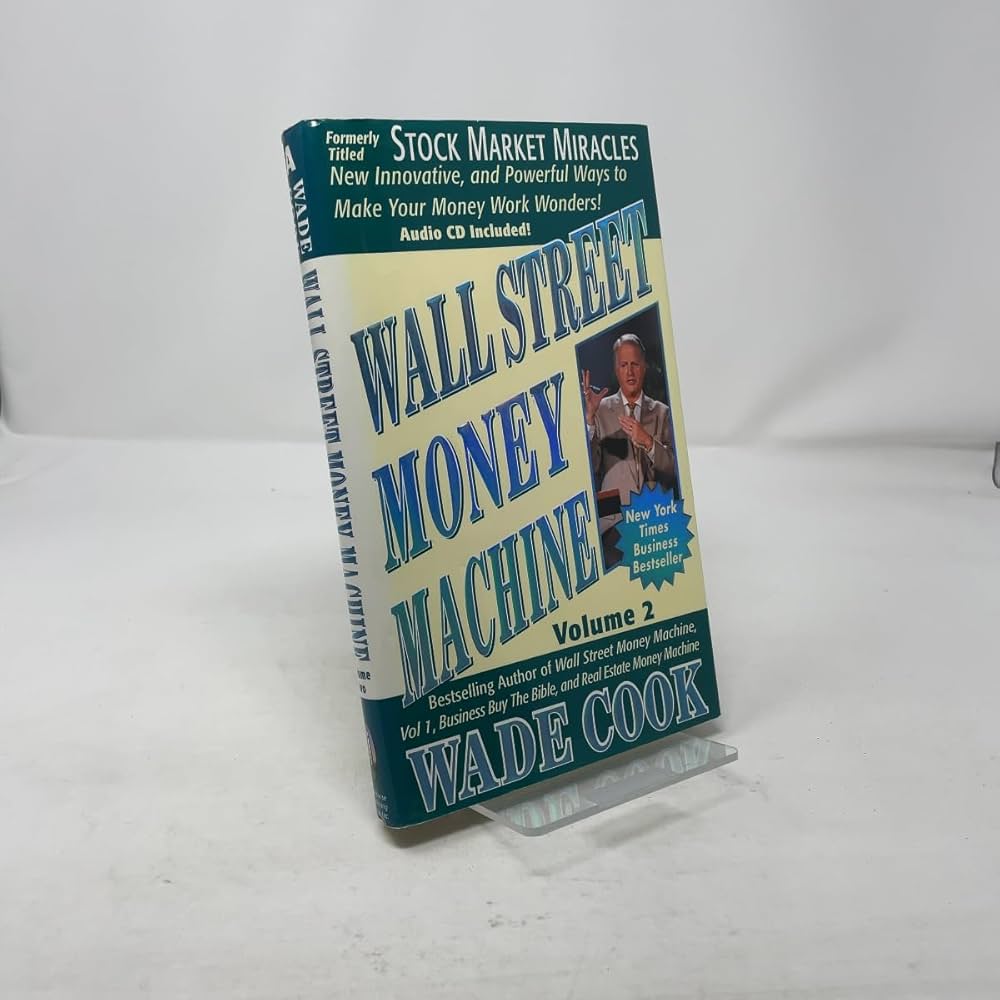 Formerly
Titled
STOCK MARKET MIRACLES
New Innovative, and Powerful Ways to
Make Your Money Work Wonders!
Audio CD Included!
WALL STREET
MONEY
MACHINE
New York
Times
Business
Bestseller
Volume 2
Bestselling Author of Wall Street Money Machine,
Vol 1, Business Buy The Bible, and Real Estate Money Machine
WADE COOK
WADE WALL STREET MONEY MACHINE